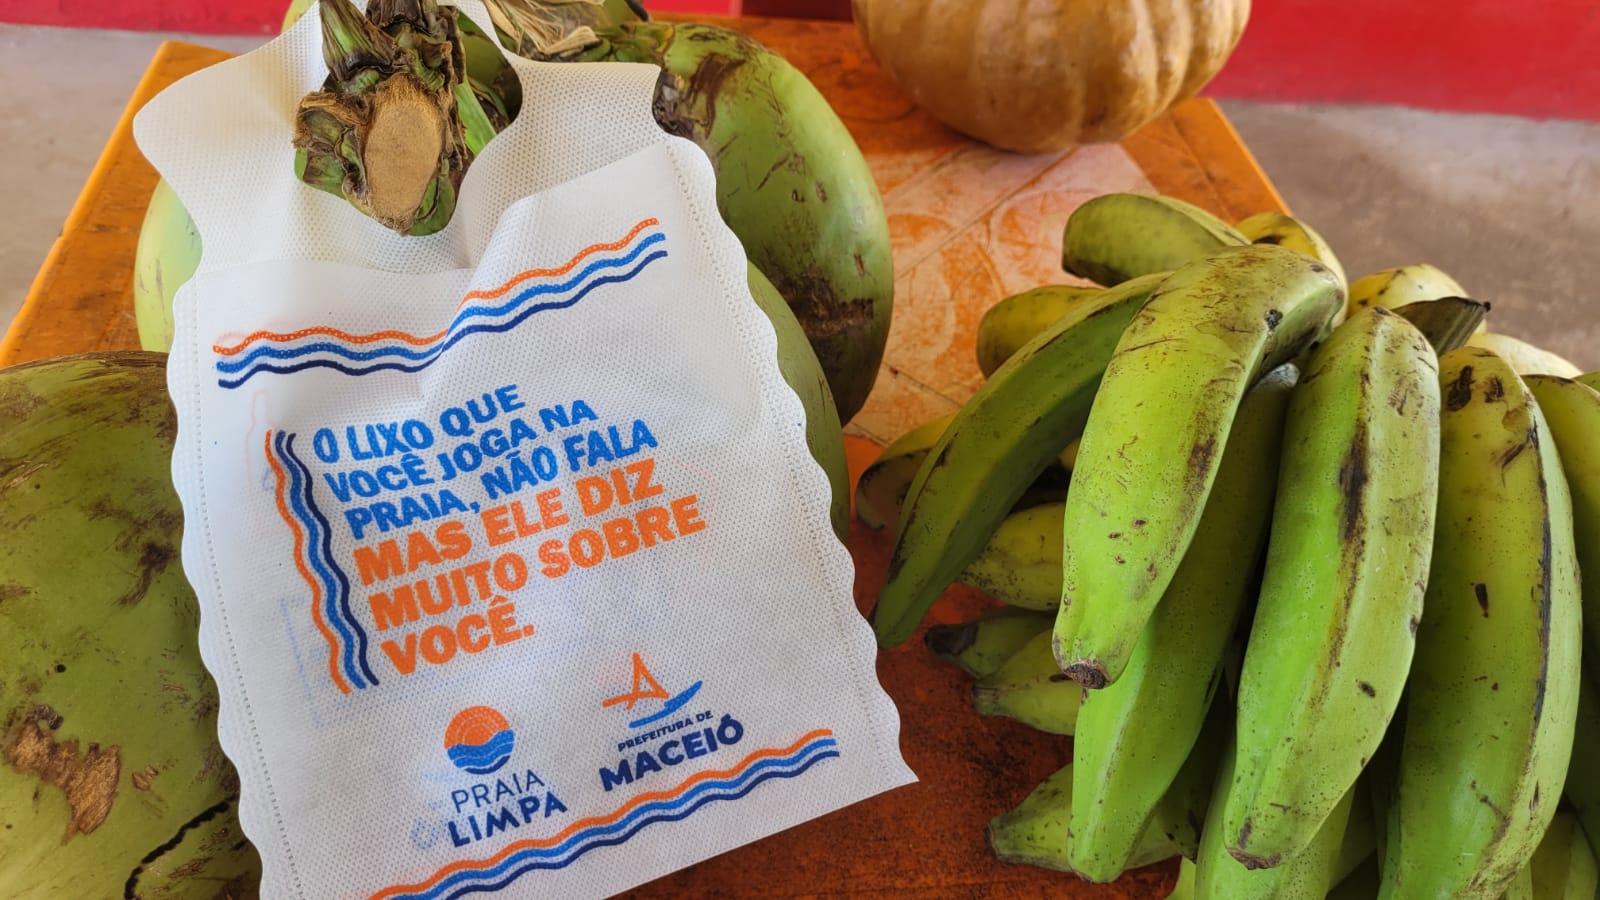 O LIXO QUE
VOCÊ JOGA NA
PRAIA, NÃO FALA
MAS ELE DIZ
MUITO SOBRE
VOCÊ.
PRAIA
LIMPA
PREFEITURA DE
MACEIÓ